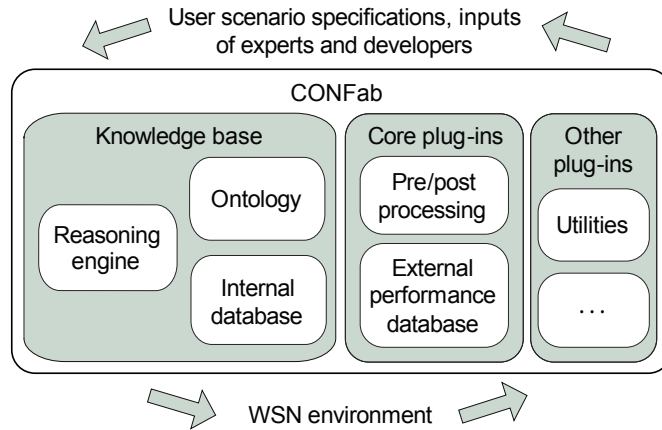 User scenario specifications, inputs
of experts and developers
CONFab
Knowledge base
Reasoning
engine
Ontology
Internal
database
Core plug-ins
Pre/post
processing
External
performance
database
Other
plug-ins
Utilities
...
WSN environment